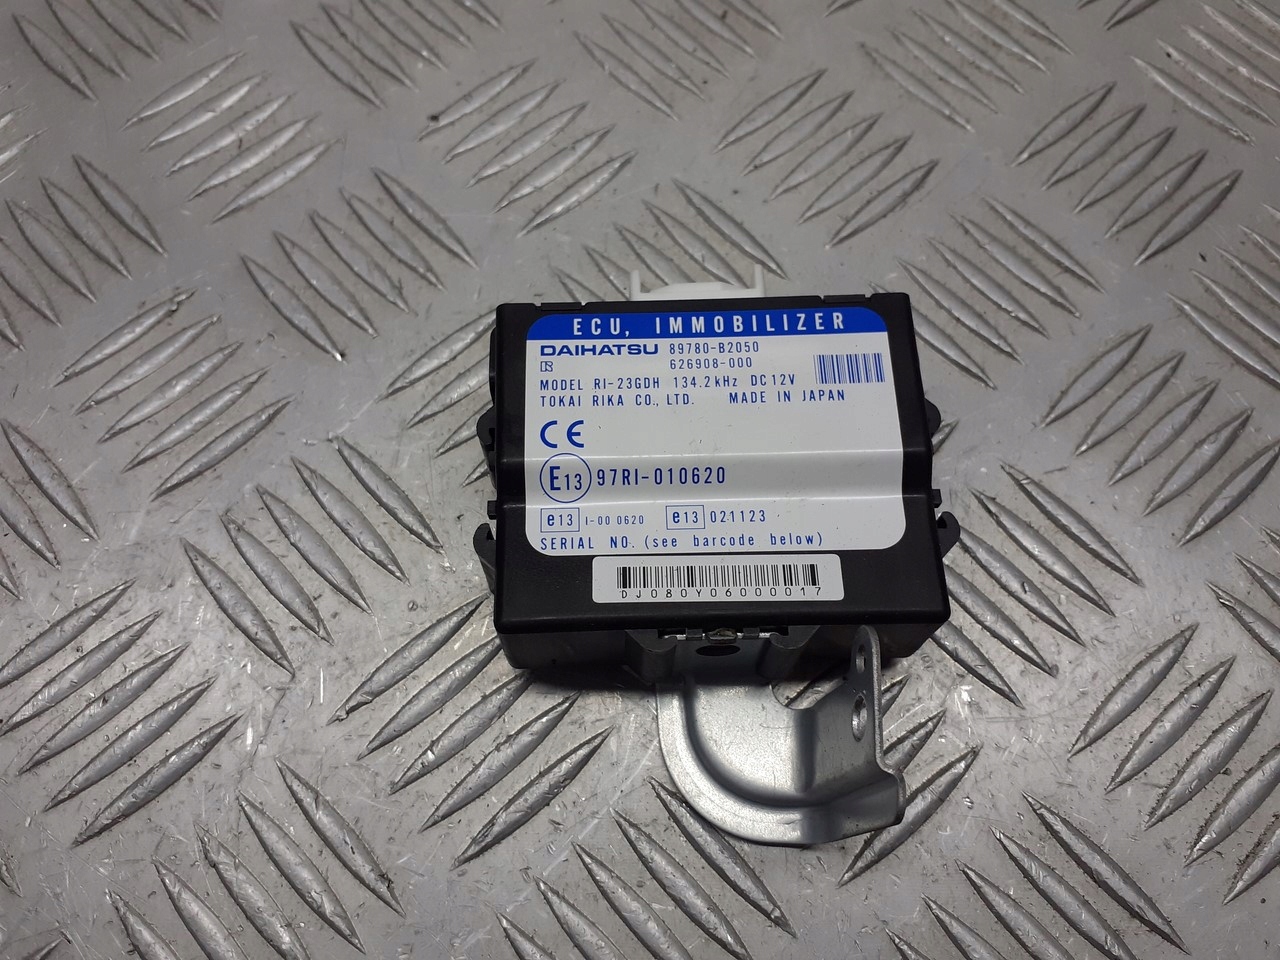 ECU, IMMOBILIZER
DAIHATSU 89780-B2050
R 626908-000
MODEL RI-23GDH 134.2kHz DC12V
TOKAI RIKA CO., LTD. MADE IN JAPAN
CE
E13 97RI-010620
e13 I-00 0620 e13 021123
SERIAL NO. (see barcode below)
DJ080Y06000017